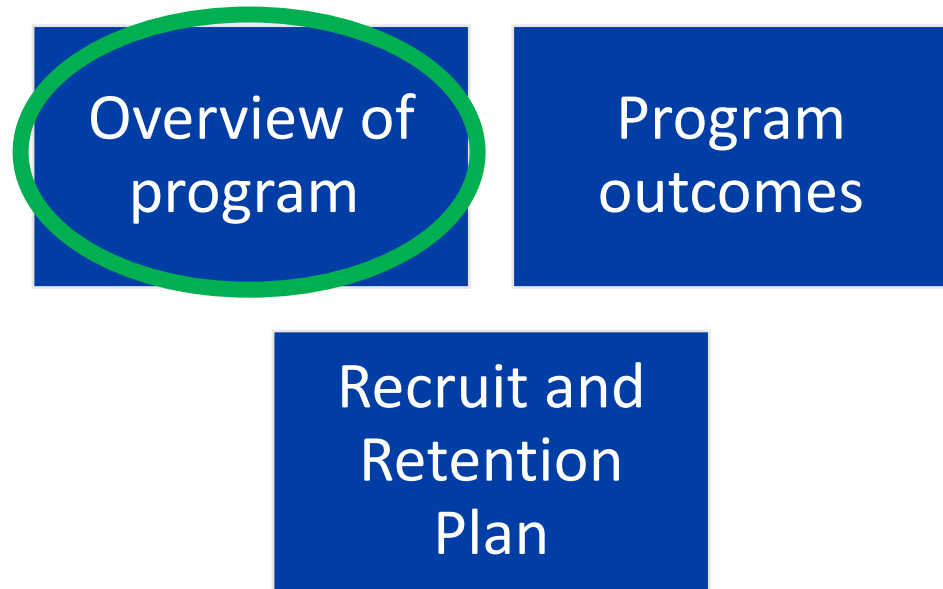 Overview of
program
Program
outcomes
Recruit and
Retention
Plan